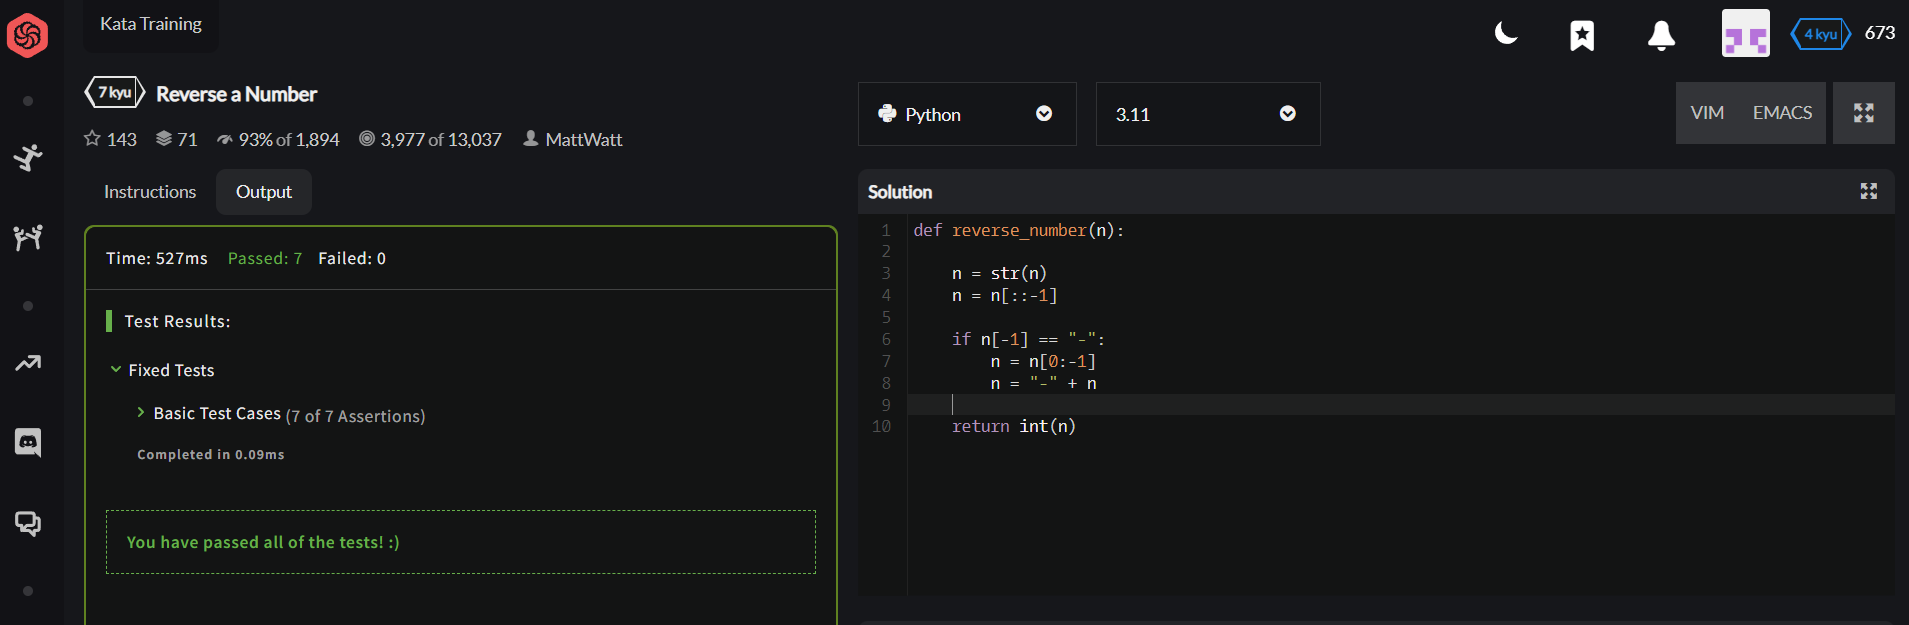 Kata Training
4 kyu 673
7 kyu Reverse a Number
143 71 93% of 1,894 3,977 of 13,037 MattWatt
Instructions Output
Time: 527ms Passed: 7 Failed: 0
Test Results:
Fixed Tests
Basic Test Cases (7 of 7 Assertions)
Completed in 0.09ms
You have passed all of the tests! :)
Python 3.11 VIM EMACS
Solution
1 def reverse_number(n):
2
3     n = str(n)
4     n = n[::-1]
5
6     if n[-1] == "-":
7         n = n[0:-1]
8         n = "-" + n
9
10     return int(n)